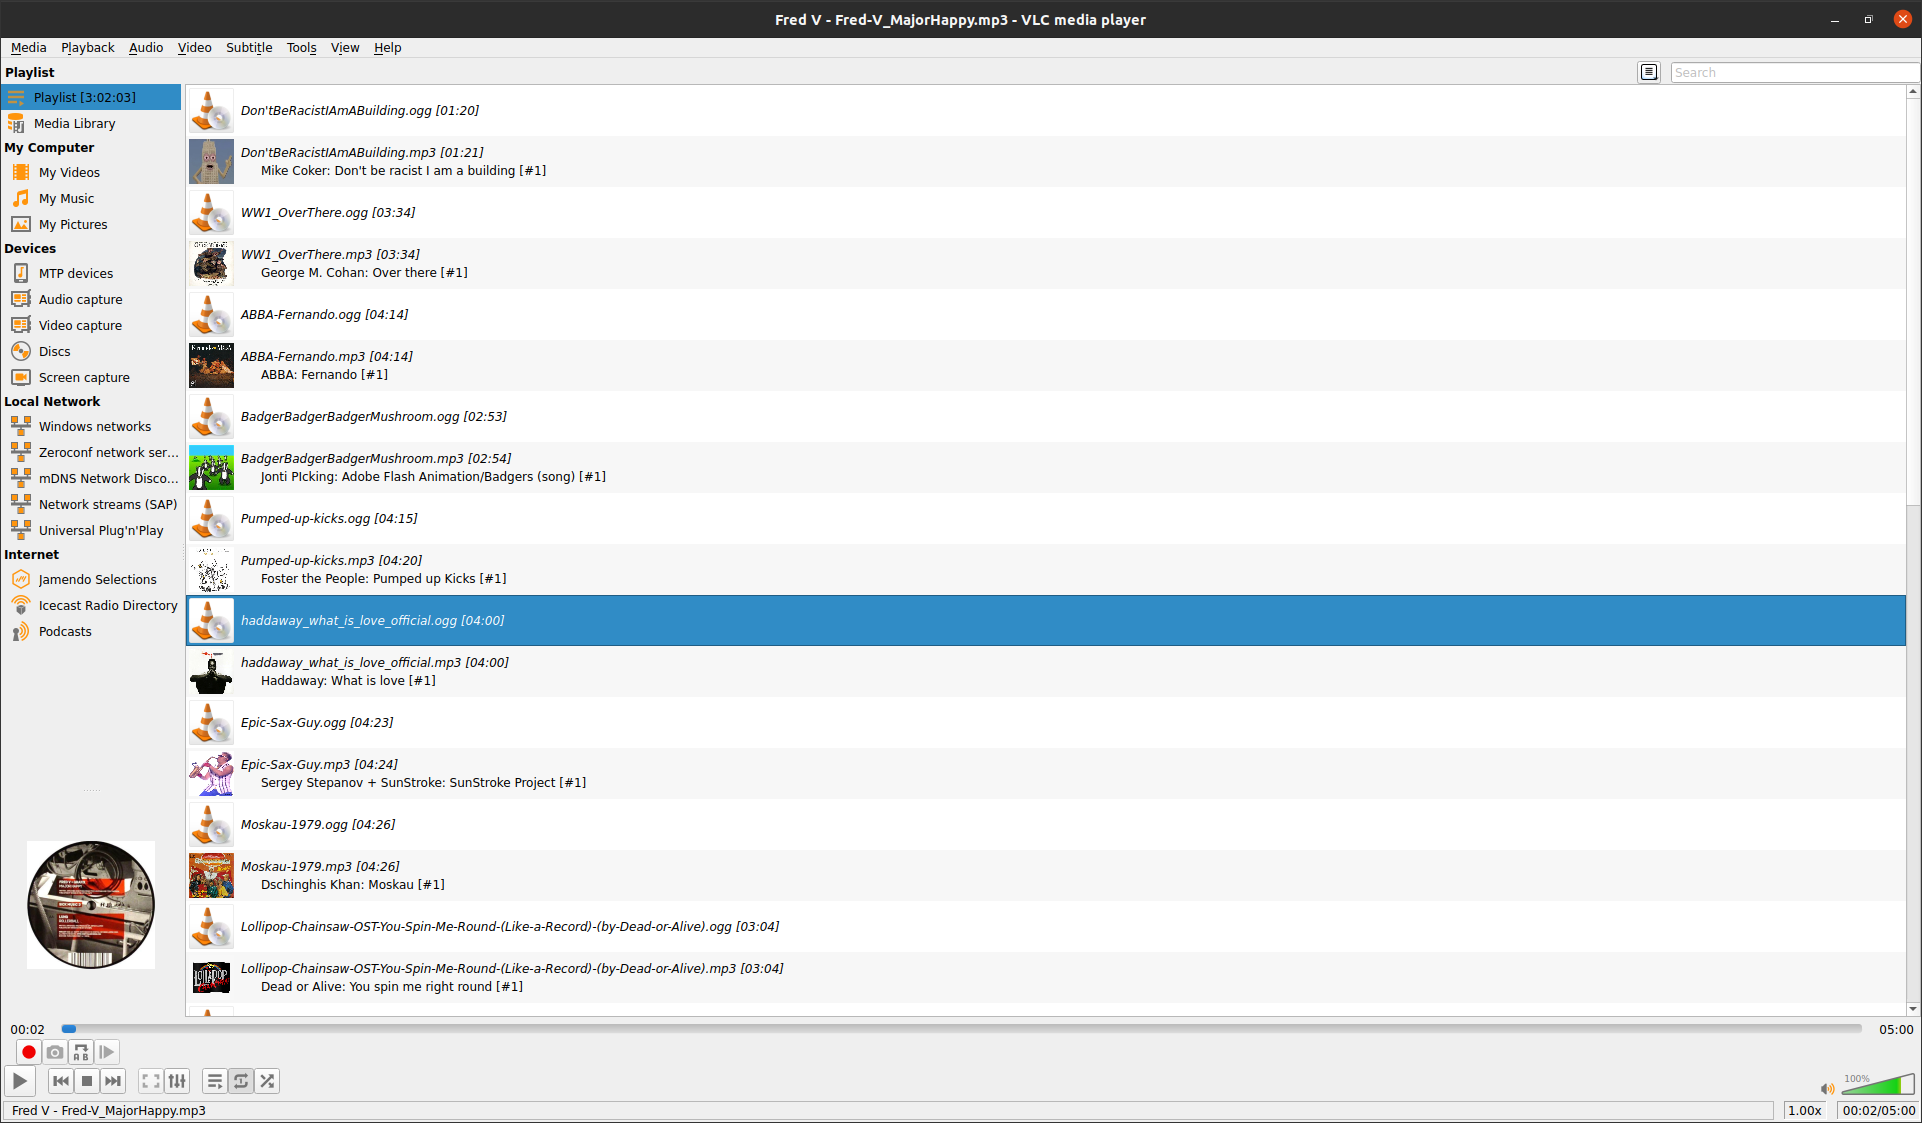 Fred V - Fred-V_MajorHappy.mp3 - VLC media player
Media Playback Audio Video Subtitle Tools View Help
Playlist
Search
Playlist [3:02:03]
Media Library
My Computer
My Videos
My Music
My Pictures
Devices
MTP devices
Audio capture
Video capture
Discs
Screen capture
Local Network
Windows networks
Zeroconf network ser...
mDNS Network Disco...
Network streams (SAP)
Universal Plug'n'Play
Internet
Jamendo Selections
Icecast Radio Directory
Podcasts
Don'tBeRacistIAmABuilding.ogg [01:20]
Don'tBeRacistIAmABuilding.mp3 [01:21]
Mike Coker: Don't be racist I am a building [#1]
WW1_OverThere.ogg [03:34]
WW1_OverThere.mp3 [03:34]
George M. Cohan: Over there [#1]
ABBA-Fernando.ogg [04:14]
ABBA-Fernando.mp3 [04:14]
ABBA: Fernando [#1]
BadgerBadgerBadgerMushroom.ogg [02:53]
BadgerBadgerBadgerMushroom.mp3 [02:54]
Jonti PIcking: Adobe Flash Animation/Badgers (song) [#1]
Pumped-up-kicks.ogg [04:15]
Pumped-up-kicks.mp3 [04:20]
Foster the People: Pumped up Kicks [#1]
haddaway_what_is_love_official.ogg [04:00]
haddaway_what_is_love_official.mp3 [04:00]
Haddaway: What is love [#1]
Epic-Sax-Guy.ogg [04:23]
Epic-Sax-Guy.mp3 [04:24]
Sergey Stepanov + SunStroke: SunStroke Project [#1]
Moskau-1979.ogg [04:26]
Moskau-1979.mp3 [04:26]
Dschinghis Khan: Moskau [#1]
Lollipop-Chainsaw-OST-You-Spin-Me-Round-(Like-a-Record)-(by-Dead-or-Alive).ogg [03:04]
Lollipop-Chainsaw-OST-You-Spin-Me-Round-(Like-a-Record)-(by-Dead-or-Alive).mp3 [03:04]
Dead or Alive: You spin me right round [#1]
00:02
05:00
A B
100%
Fred V - Fred-V_MajorHappy.mp3
1.00x
00:02/05:00